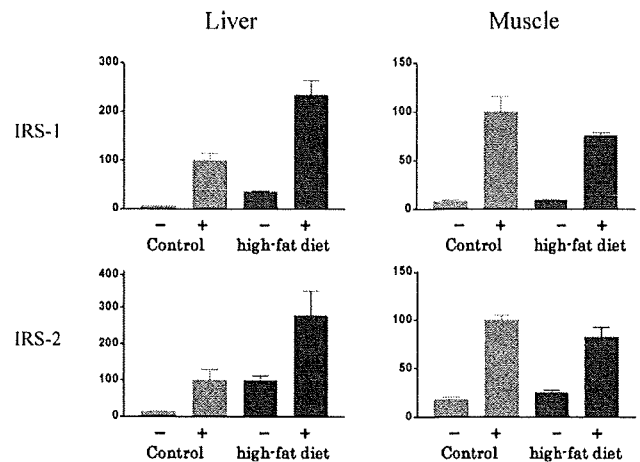 Liver Muscle
IRS-1
300
200
100
0
- + - +
Control high-fat diet
150
100
50
0
- + - +
Control high-fat diet
IRS-2
400
300
200
100
0
- + - +
Control high-fat diet
150
100
50
0
- + - +
Control high-fat diet